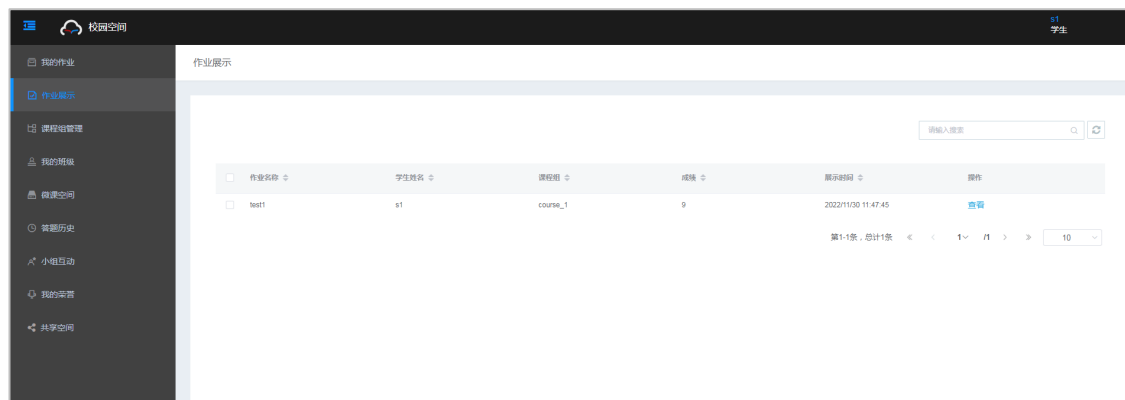 校园空间
s1
学生
我的作业
作业展示
课程组管理
我的班级
微课空间
答题历史
小组互动
我的荣誉
共享空间
作业展示
请输入搜索
作业名称 学生姓名 课程组 成绩 展示时间 操作
test1 s1 course_1 9 2022/11/30 11:47:45 查看
第1-1条，总计1条 « < 1 /1 > » 10